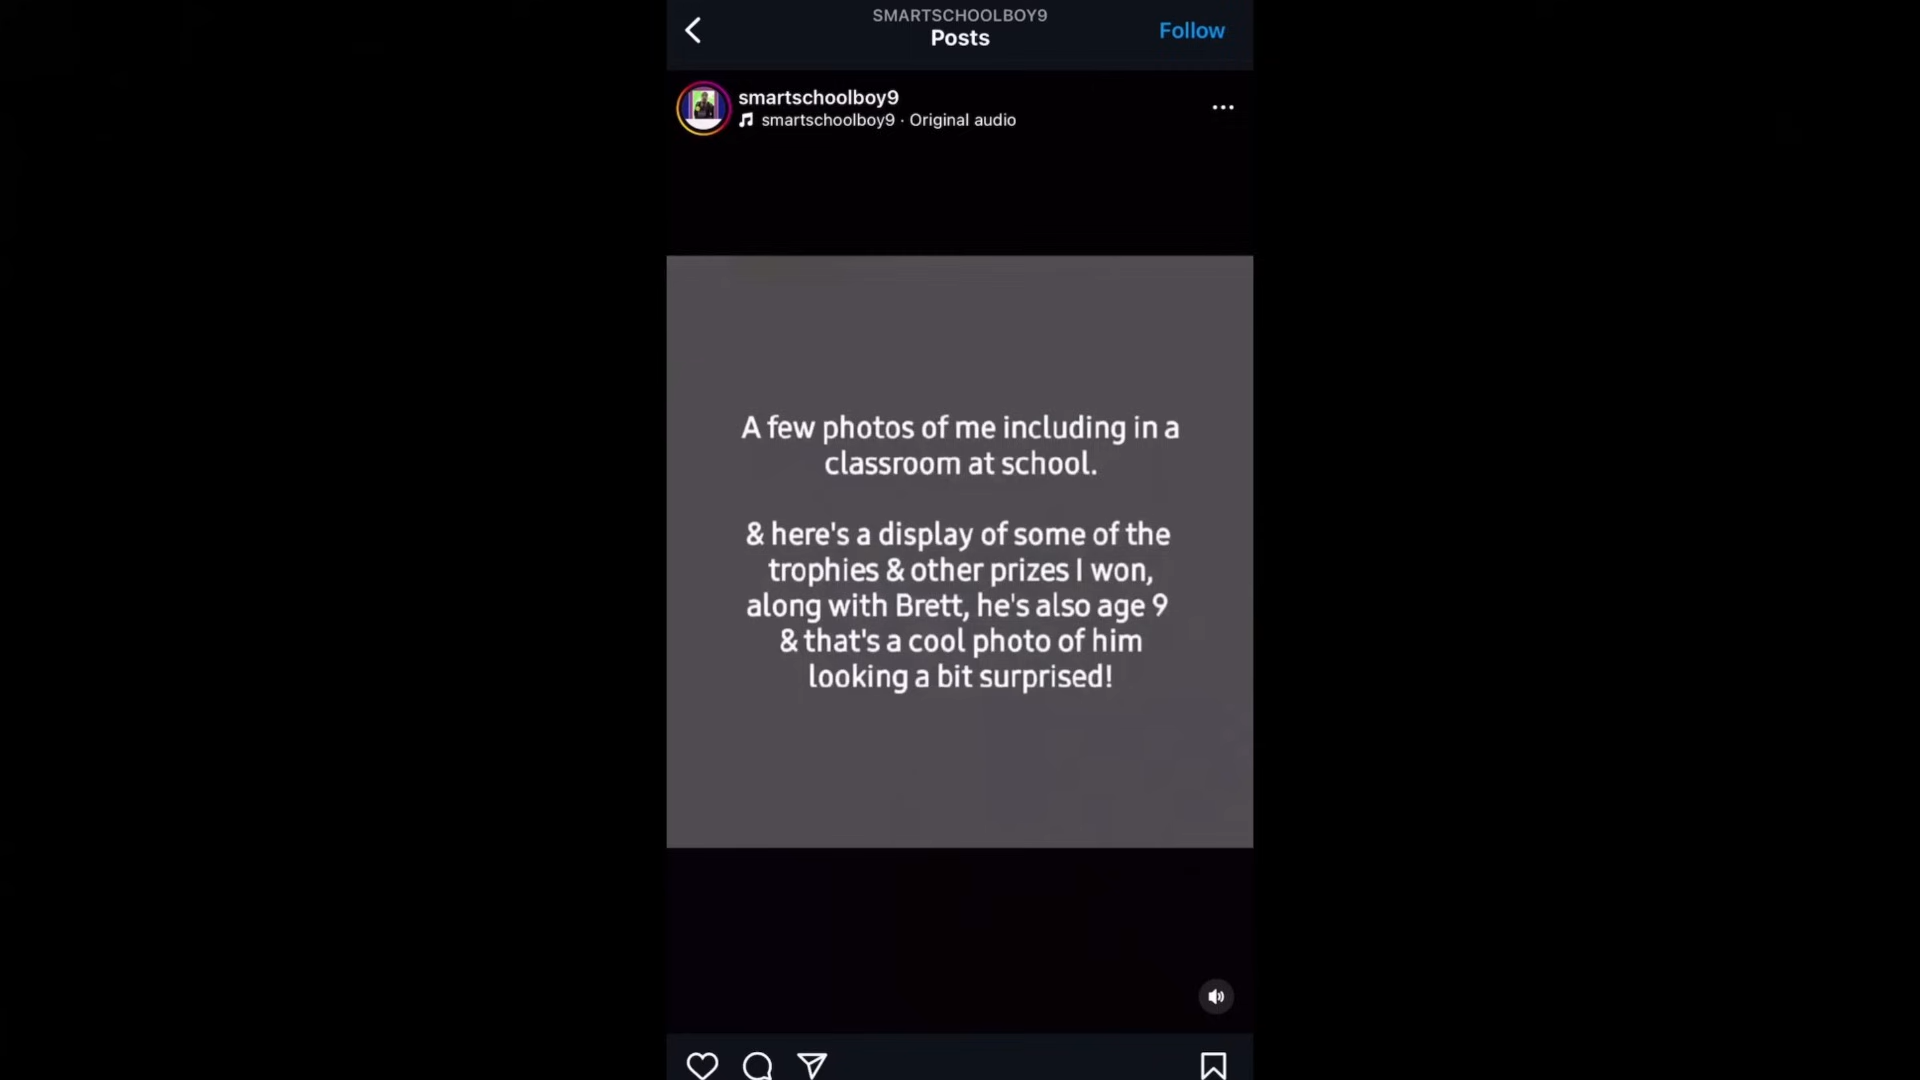 SMARTSCHOOLBOY9
Posts
Follow
smartschoolboy9
smartschoolboy9 · Original audio
A few photos of me including in a
classroom at school.
& here's a display of some of the
trophies & other prizes I won,
along with Brett, he's also age 9
& that's a cool photo of him
looking a bit surprised!